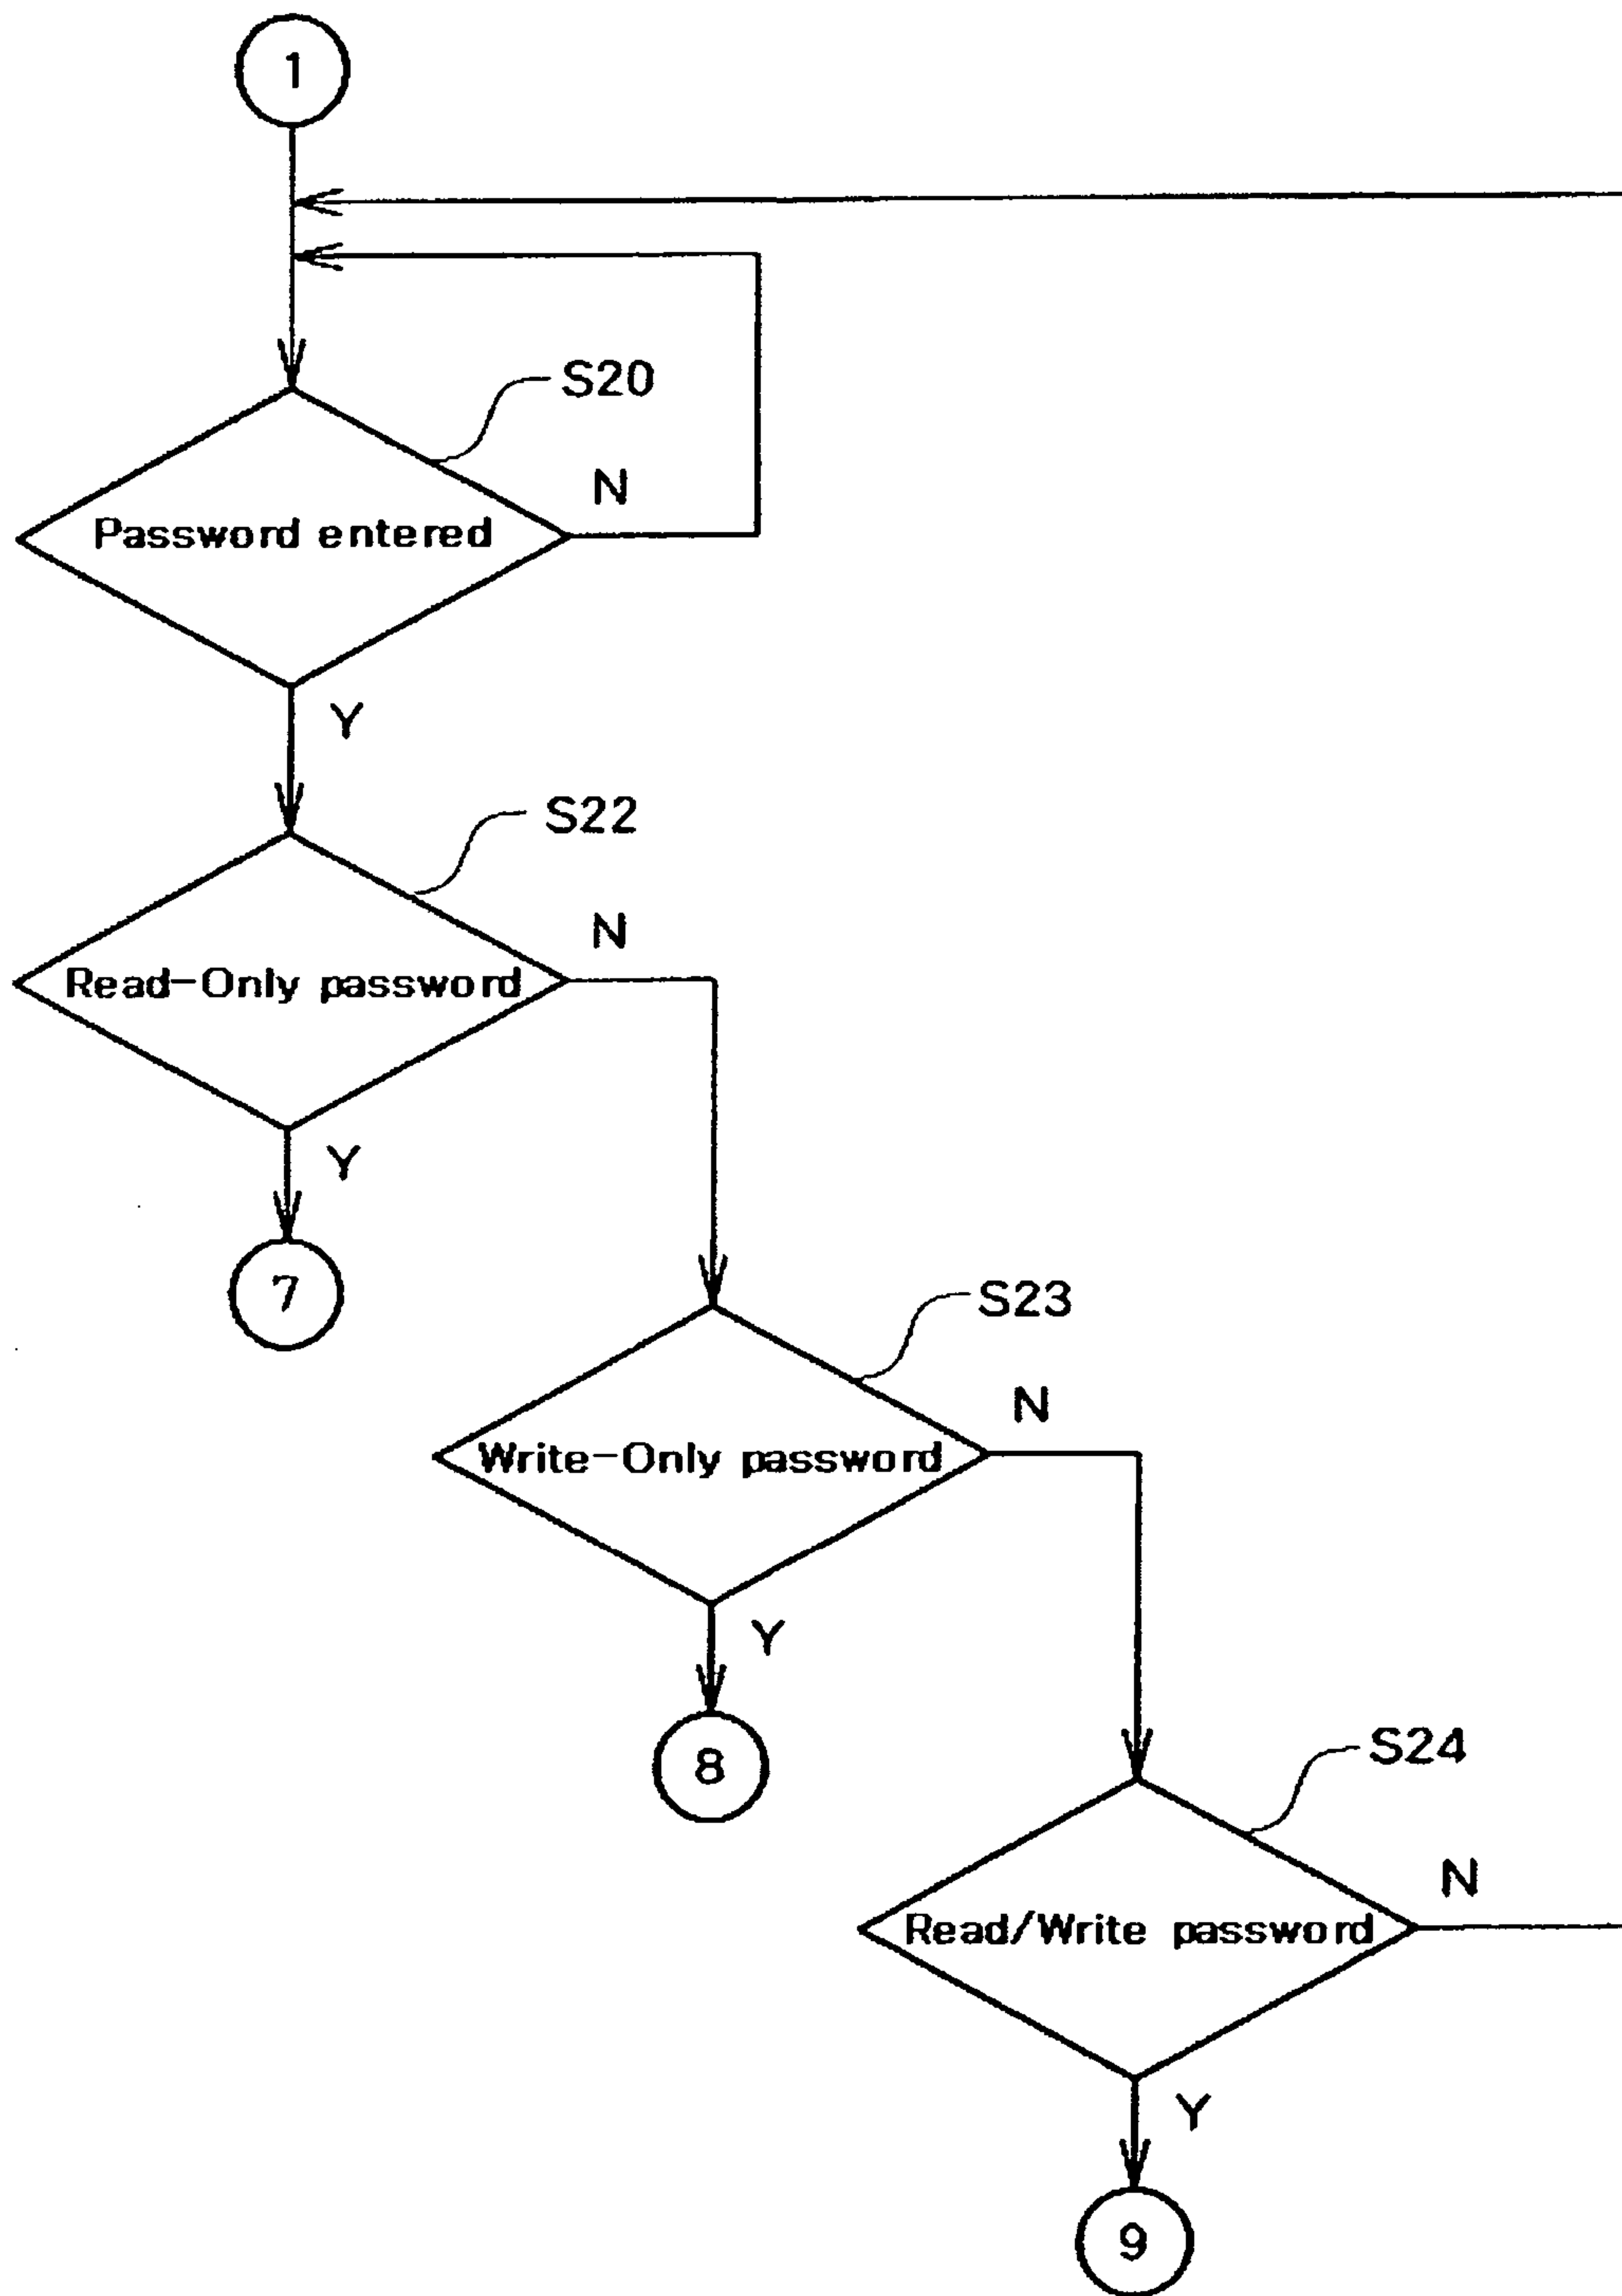 1
S20
N
Password entered
Y
S22
N
Read-Only password
Y
7
S23
N
Write-Only password
Y
8
S24
N
Read/Write password
Y
9